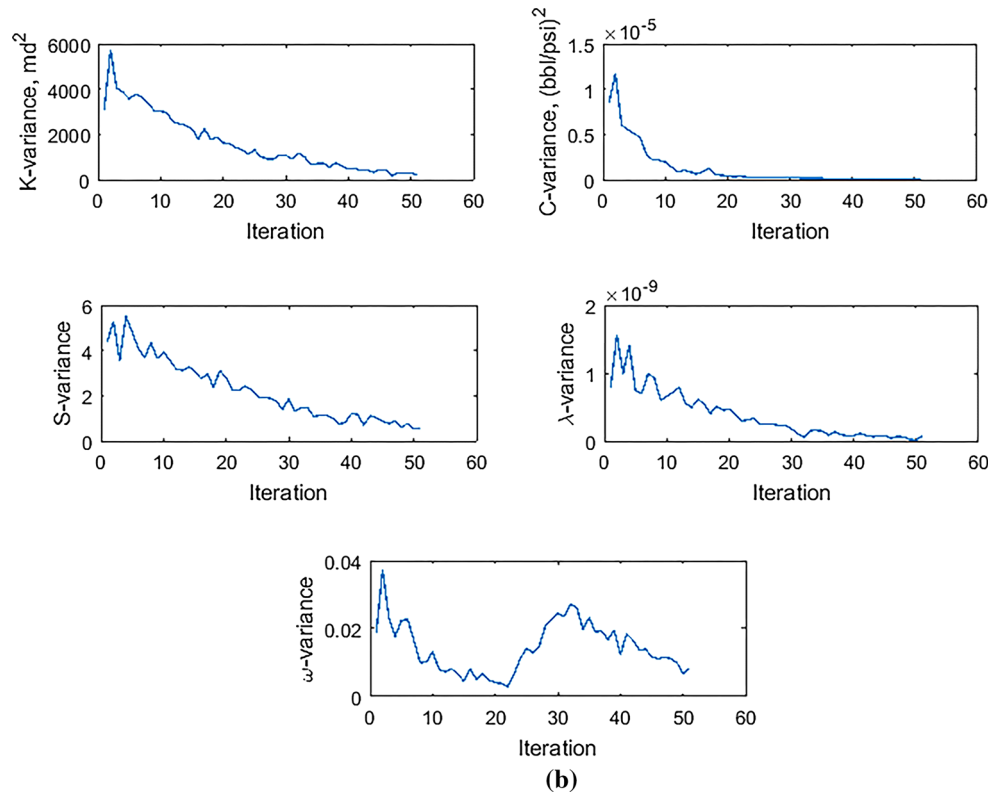 K-variance, md²
6000
4000
2000
0
0 10 20 30 40 50 60
Iteration
C-variance, (bbl/psi)²
×10⁻⁵
1.5
1
0.5
0
0 10 20 30 40 50 60
Iteration
S-variance
6
4
2
0
0 10 20 30 40 50 60
Iteration
λ-variance
×10⁻⁹
2
1
0
0 10 20 30 40 50 60
Iteration
ω-variance
0.04
0.02
0
0 10 20 30 40 50 60
Iteration
(b)